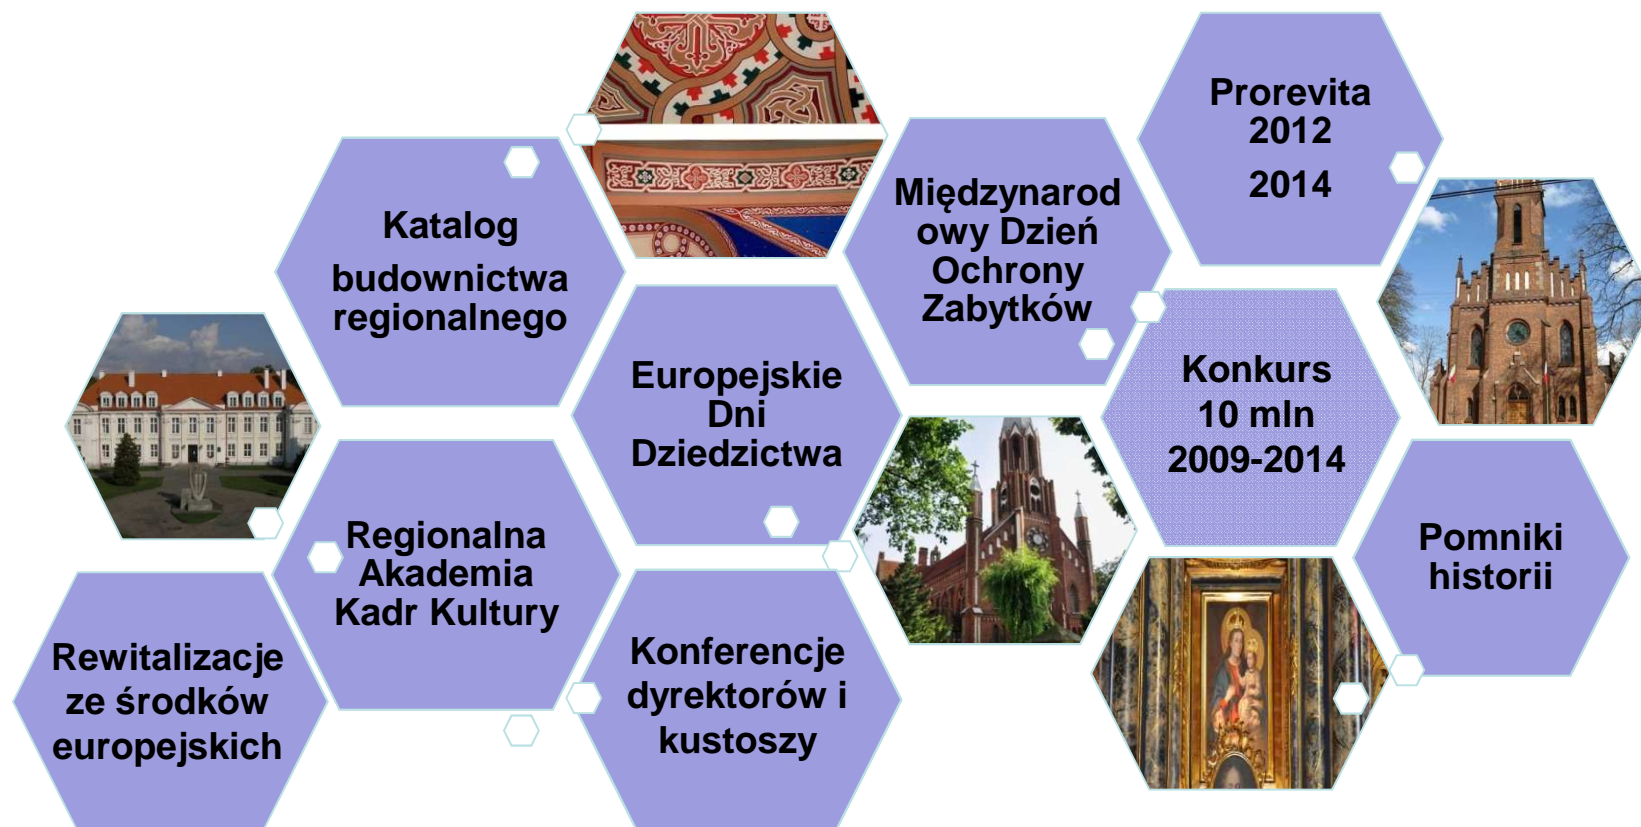 Prorevita
2012
2014
Międzynarod
owy Dzień
Ochrony
Zabytków
Katalog
budownictwa
regionalnego
Europejskie
Dni
Dziedzictwa
Konkurs
10 mln
2009-2014
Regionalna
Akademia
Kadr Kultury
Pomniki
historii
Rewitalizacje
ze środków
europejskich
Konferencje
dyrektorów i
kustoszy